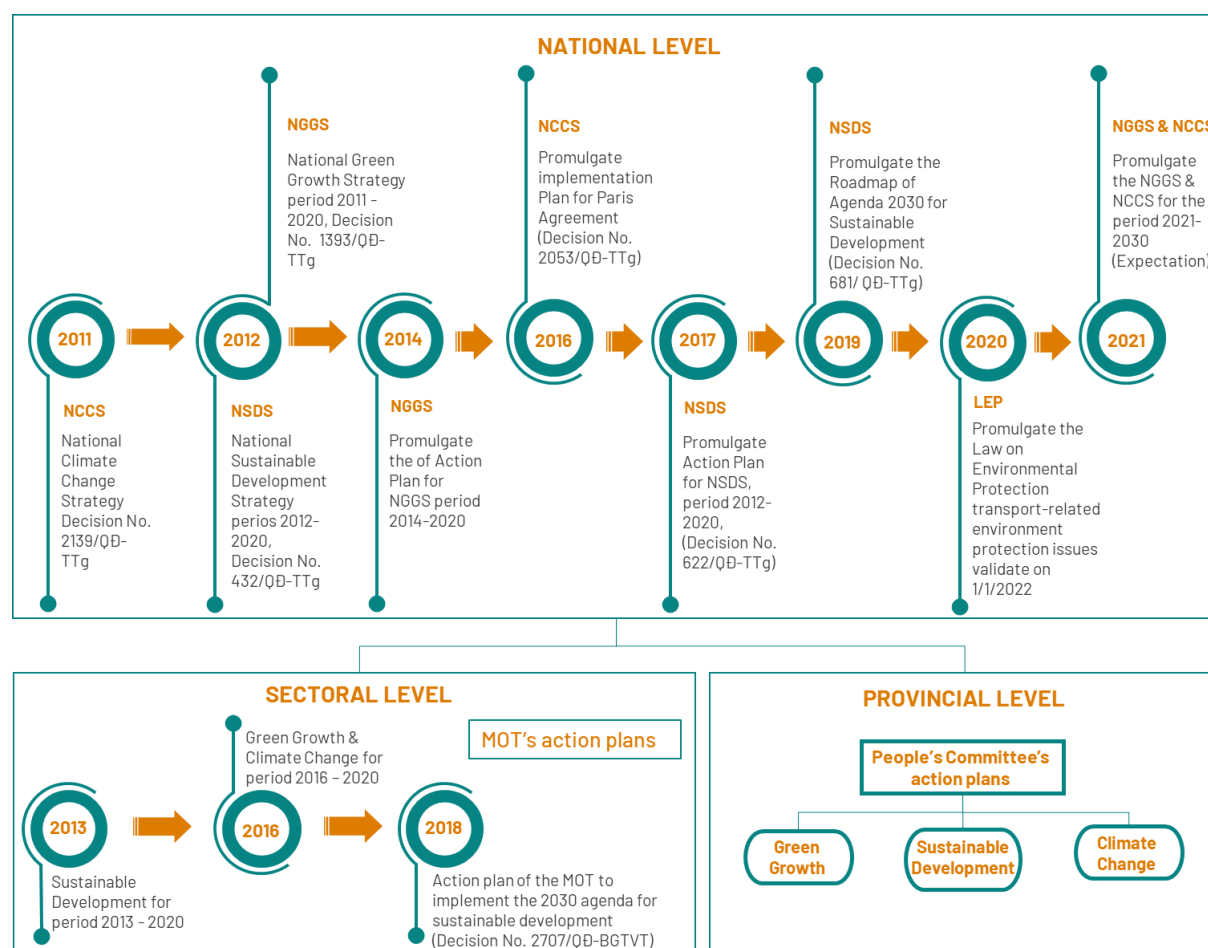 NATIONAL LEVEL
NGGS
National Green
Growth Strategy
period 2011 -
2020, Decision
No. 1393/QĐ-
TTg
NCCS
Promulgate
implementation
Plan for Paris
Agreement
(Decision No.
2053/QĐ-TTg)
NSDS
Promulgate the
Roadmap of
Agenda 2030 for
Sustainable
Development
(Decision No.
681/ QĐ-TTg)
NGGS & NCCS
Promulgate
the NGGS &
NCCS for the
period 2021-
2030
(Expectation)
2011
2012
2014
2016
2017
2019
2020
2021
NCCS
National
Climate
Change
Strategy
Decision No.
2139/QĐ-
TTg
NSDS
National
Sustainable
Development
Strategy
perios 2012-
2020,
Decision No.
432/QĐ-TTg
NGGS
Promulgate
the of Action
Plan for
NGGS period
2014-2020
NSDS
Promulgate
Action Plan
for NSDS,
period 2012-
2020,
(Decision No.
622/QĐ-TTg)
LEP
Promulgate the
Law on
Environmental
Protection
transport-related
environment
protection issues
validate on
1/1/2022
SECTORAL LEVEL
MOT's action plans
Green Growth &
Climate Change for
period 2016 – 2020
2013
2016
2018
Sustainable
Development for
period 2013 - 2020
Action plan of the MOT to
implement the 2030 agenda for
sustainable development
(Decision No. 2707/QĐ-BGTVT)
PROVINCIAL LEVEL
People's Committee's
action plans
Green
Growth
Sustainable
Development
Climate
Change